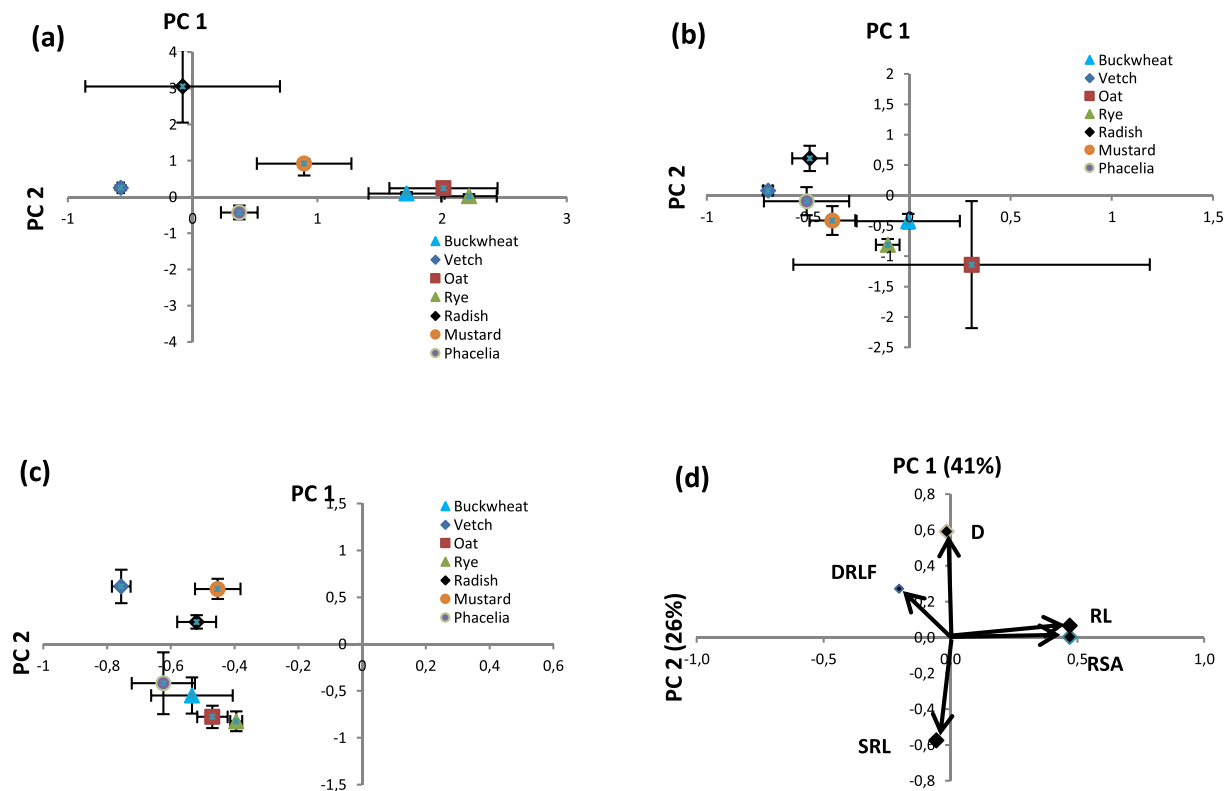 (a)
PC 1
PC 2
4
3
2
1
0
-1
-2
-3
-4
-1
0
1
2
3
Buckwheat
Vetch
Oat
Rye
Radish
Mustard
Phacelia
(b)
PC 1
PC 2
2
1,5
1
0,5
0
-0,5
-1
-1,5
-2
-2,5
-1
-0,5
0
0,5
1
1,5
Buckwheat
Vetch
Oat
Rye
Radish
Mustard
Phacelia
(c)
PC 1
PC 2
1,5
1
0,5
0
-0,5
-1
-1,5
-1
-0,8
-0,6
-0,4
-0,2
0
0,2
0,4
0,6
Buckwheat
Vetch
Oat
Rye
Radish
Mustard
Phacelia
(d)
PC 1 (41%)
PC 2 (26%)
0,8
0,6
0,4
0,2
0,0
-0,2
-0,4
-0,6
-0,8
-1,0
-0,5
0,0
0,5
1,0
D
DRLF
RL
RSA
SRL